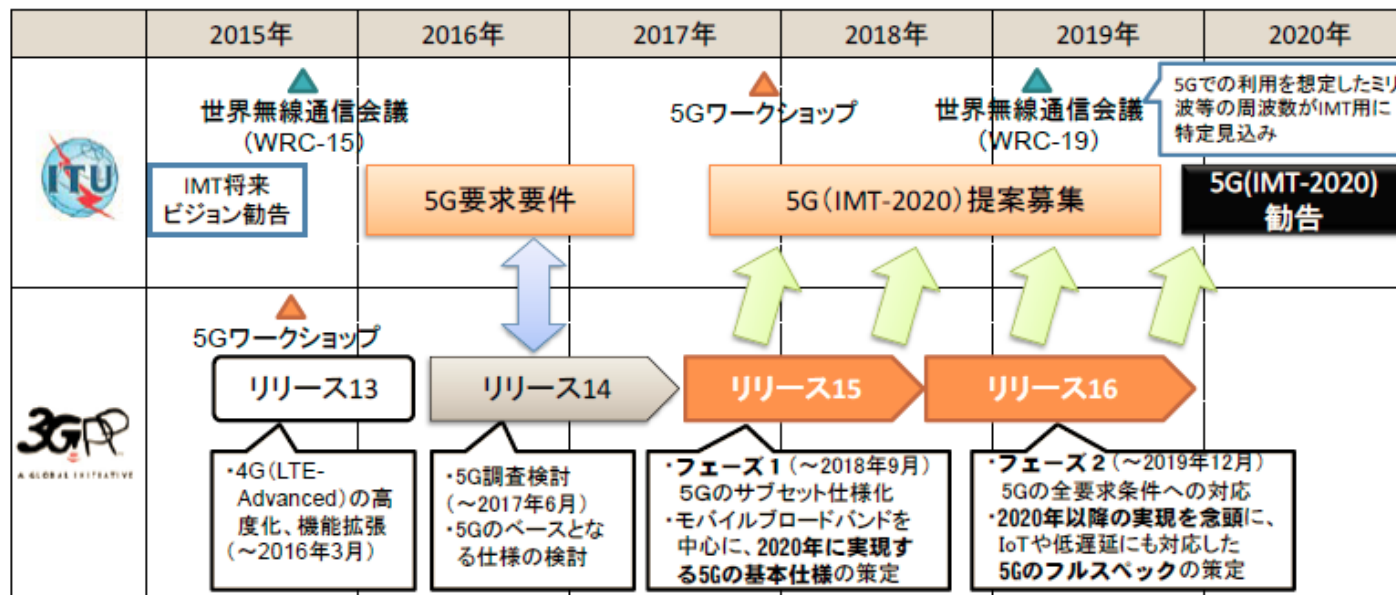 2015年 2016年 2017年 2018年 2019年 2020年
世界無線通信会議
(WRC-15)
5Gワークショップ
世界無線通信会議
(WRC-19)
5Gでの利用を想定したミリ
波等の周波数がIMT用に
特定見込み
ITU
IMT将来
ビジョン勧告
5G要求要件
5G(IMT-2020)提案募集
5G(IMT-2020)
勧告
5Gワークショップ
3GPP
A GLOBAL INITIATIVE
リリース13
リリース14
リリース15
リリース16
・4G(LTE-
Advanced)の高
度化、機能拡張
(～2016年3月)
・5G調査検討
(～2017年6月)
・5Gのベースとな
る仕様の検討
・フェーズ1(～2018年9月)
5Gのサブセット仕様化
・モバイルブロードバンドを
中心に、2020年に実現す
る5Gの基本仕様の策定
・フェーズ2(～2019年12月)
5Gの全要求条件への対応
・2020年以降の実現を念頭に、
IoTや低遅延にも対応した
5Gのフルスペックの策定